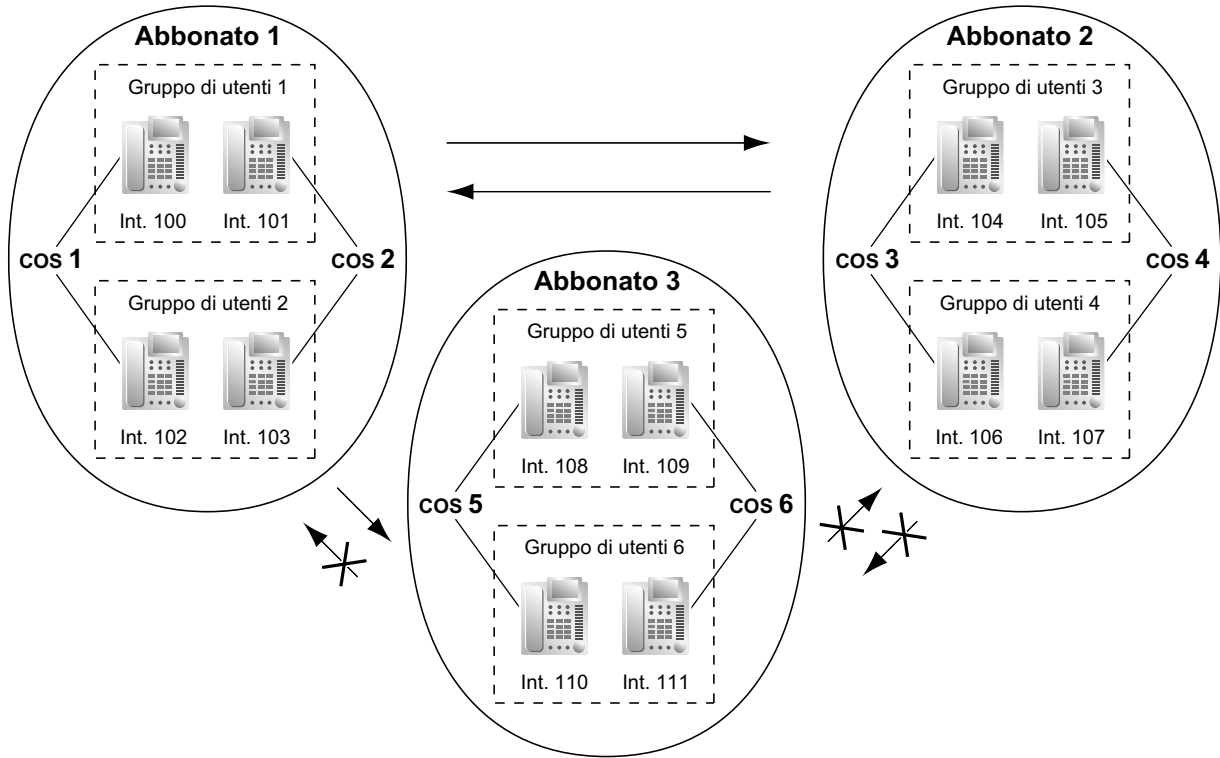 Abbonato 1
Gruppo di utenti 1
Int. 100 Int. 101
COS 1 COS 2
Gruppo di utenti 2
Int. 102 Int. 103
Abbonato 2
Gruppo di utenti 3
Int. 104 Int. 105
COS 3 COS 4
Gruppo di utenti 4
Int. 106 Int. 107
Abbonato 3
Gruppo di utenti 5
Int. 108 Int. 109
COS 5 COS 6
Gruppo di utenti 6
Int. 110 Int. 111